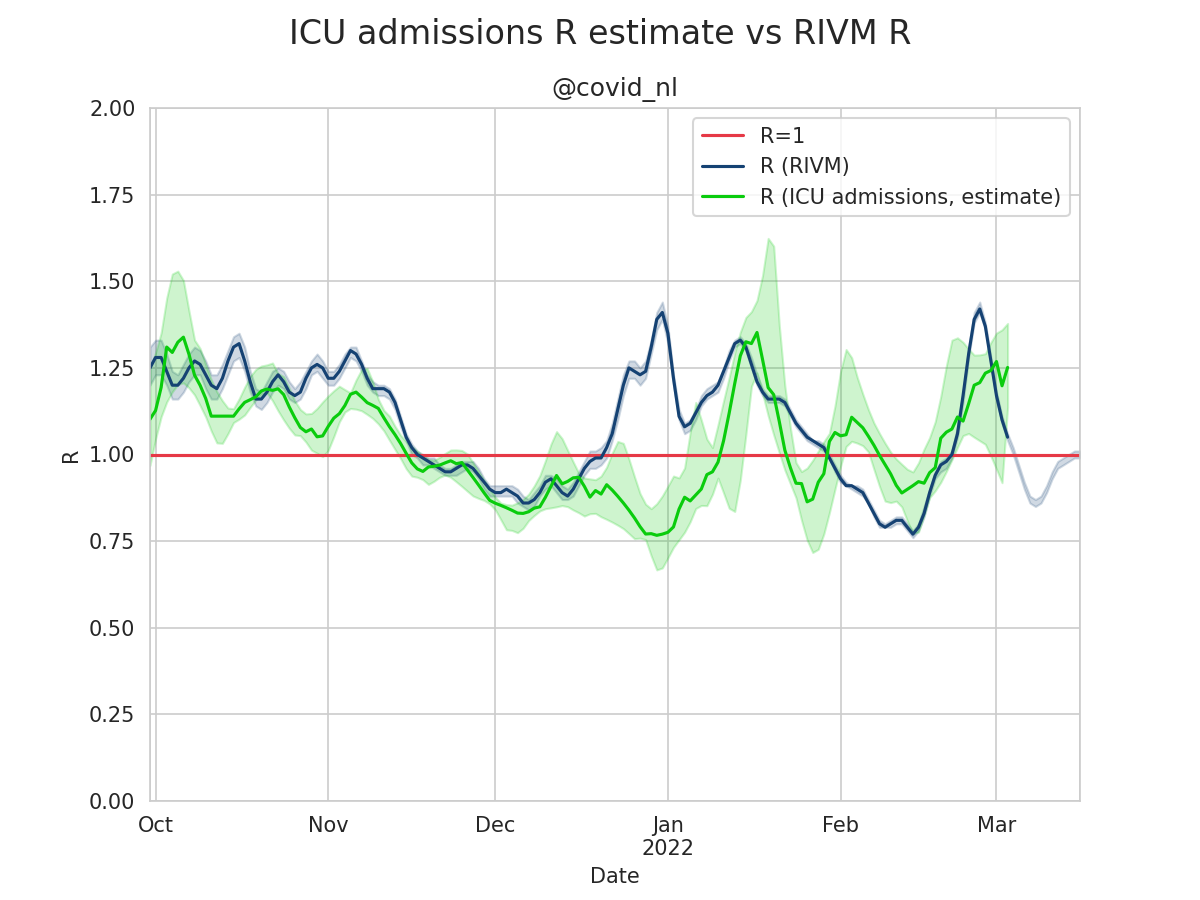 ICU admissions R estimate vs RIVM R
@covid_nl
R=1
R (RIVM)
R (ICU admissions, estimate)
2.00
1.75
1.50
1.25
1.00
0.75
0.50
0.25
0.00
R
Oct Nov Dec Jan Feb Mar
2022
Date